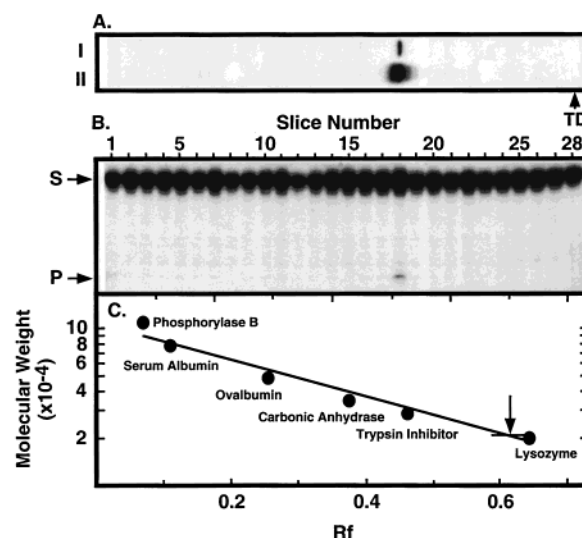 A.
I
II
TD
B.
Slice Number
1 5 10 15 20 25 28
S
P
C.
Molecular Weight
(x10-4)
10
8
6
4
2
Phosphorylase B
Serum Albumin
Ovalbumin
Carbonic Anhydrase
Trypsin Inhibitor
Lysozyme
0.2 0.4 0.6
Rf